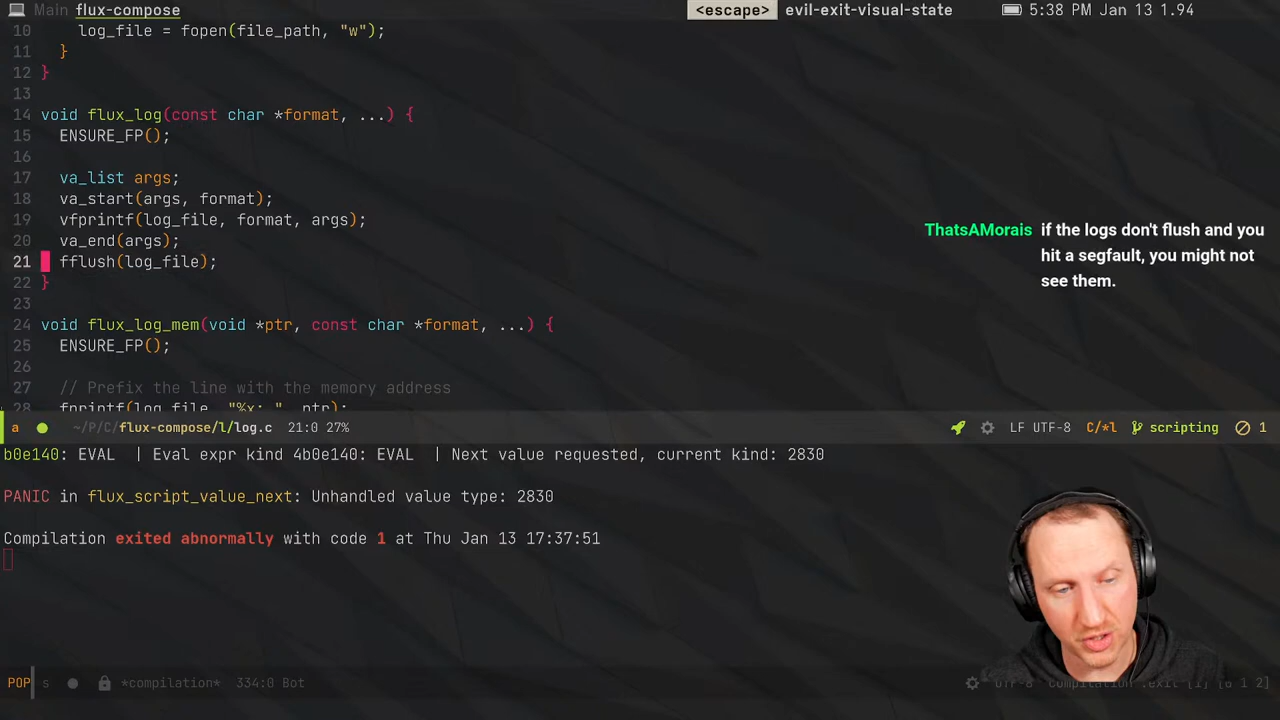 Main flux-compose <escape> evil-exit-visual-state 5:38 PM Jan 13 1.94
10 log_file = fopen(file_path, "w");
11 }
12 }
13
14 void flux_log(const char *format, ...) {
15 ENSURE_FP();
16
17 va_list args;
18 va_start(args, format);
19 vfprintf(log_file, format, args);
20 va_end(args);
21 fflush(log_file);
22 }
23
24 void flux_log_mem(void *ptr, const char *format, ...) {
25 ENSURE_FP();
26
27 // Prefix the line with the memory address
28 fprintf(log_file, "%x: ", ptr);
ThatsAMorais if the logs don't flush and you
hit a segfault, you might not
see them.
a ~/P/C/flux-compose/l/log.c 21:0 27% LF UTF-8 C/*l scripting 1
b0e140: EVAL | Eval expr kind 4b0e140: EVAL | Next value requested, current kind: 2830
PANIC in flux_script_value_next: Unhandled value type: 2830
Compilation exited abnormally with code 1 at Thu Jan 13 17:37:51
POP s *compilation* 334:0 Bot UTF-8 compilation